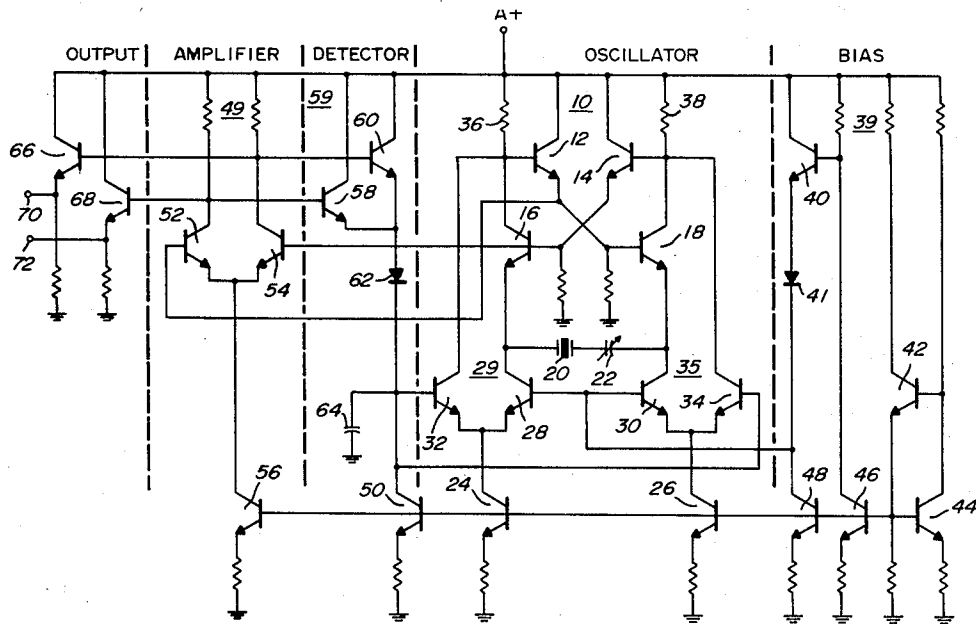 A+
OUTPUT AMPLIFIER DETECTOR OSCILLATOR BIAS
49 59 60 36 10 38 39
66 12 14 40
68 58
70 52 16 18
72 54 62 41
20 22 42
29 35
64 32 28 30 34
56 50 24 26 48 46 44